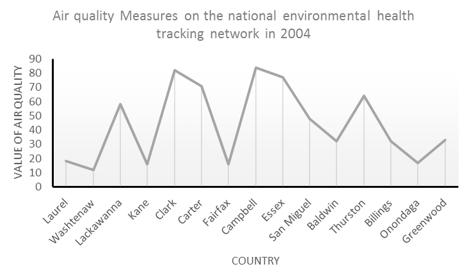 Air quality Measures on the national environmental health
tracking network in 2004
VALUE OF AIR QUALITY
90
80
70
60
50
40
30
20
10
0
Laurel
Washtenaw
Lackawanna
Kane
Clark
Carter
Fairfax
Campbell
Essex
San Miguel
Baldwin
Thurston
Billings
Onondaga
Greenwood
COUNTRY